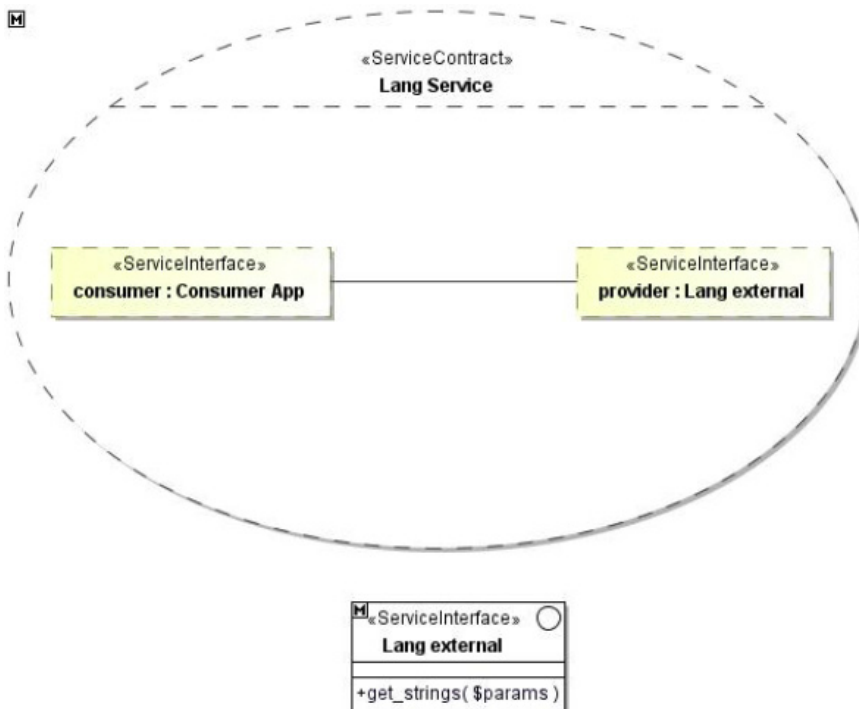 M
«ServiceContract»
Lang Service
«ServiceInterface»
consumer : Consumer App
«ServiceInterface»
provider : Lang external
M
«ServiceInterface»
Lang external
+get_strings( $params )